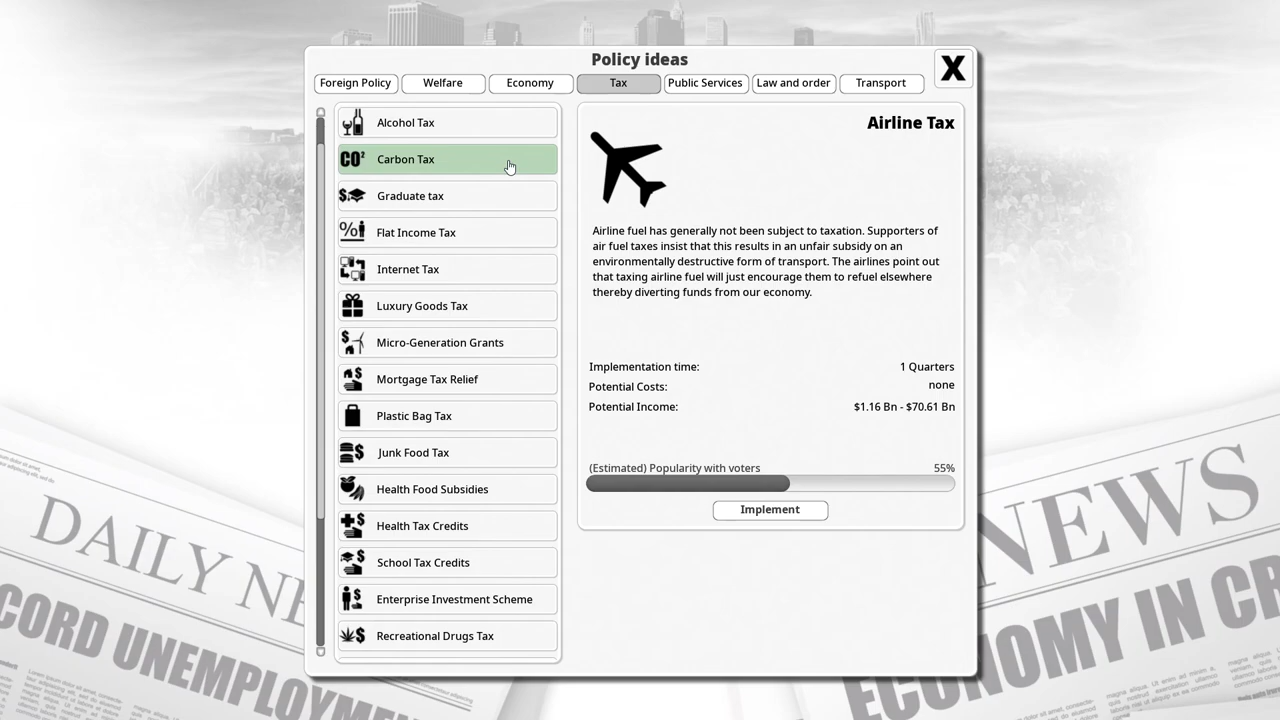 Policy ideas
X
Foreign Policy
Welfare
Economy
Tax
Public Services
Law and order
Transport
Alcohol Tax
CO² Carbon Tax
Graduate tax
Flat Income Tax
Internet Tax
Luxury Goods Tax
Micro-Generation Grants
Mortgage Tax Relief
Plastic Bag Tax
Junk Food Tax
Health Food Subsidies
Health Tax Credits
School Tax Credits
Enterprise Investment Scheme
Recreational Drugs Tax
Airline Tax
Airline fuel has generally not been subject to taxation. Supporters of
air fuel taxes insist that this results in an unfair subsidy on an
environmentally destructive form of transport. The airlines point out
that taxing airline fuel will just encourage them to refuel elsewhere
thereby diverting funds from our economy.
Implementation time: 1 Quarters
Potential Costs: none
Potential Income: $1.16 Bn - $70.61 Bn
(Estimated) Popularity with voters 55%
Implement
DAILY NE
CORD UNEMPLOYM
NEWS
ECONOMY IN CR